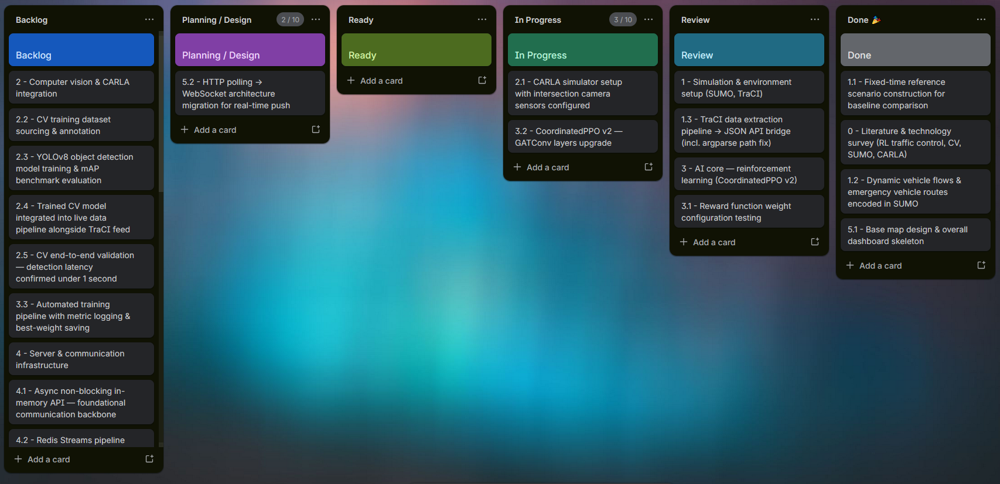 Backlog
Backlog
2 - Computer vision & CARLA
integration
2.2 - CV training dataset
sourcing & annotation
2.3 - YOLOv8 object detection
model training & mAP
benchmark evaluation
2.4 - Trained CV model
integrated into live data
pipeline alongside TraCI feed
2.5 - CV end-to-end validation
— detection latency
confirmed under 1 second
3.3 - Automated training
pipeline with metric logging &
best-weight saving
4 - Server & communication
infrastructure
4.1 - Async non-blocking in-
memory API — foundational
communication backbone
4.2 - Redis Streams pipeline
Add a card
Planning / Design
2 / 10
Planning / Design
5.2 - HTTP polling →
WebSocket architecture
migration for real-time push
Add a card
Ready
Ready
Add a card
In Progress
3 / 10
In Progress
2.1 - CARLA simulator setup
with intersection camera
sensors configured
3.2 - CoordinatedPPO v2 —
GATConv layers upgrade
Add a card
Review
Review
1 - Simulation & environment
setup (SUMO, TraCI)
1.3 - TraCI data extraction
pipeline → JSON API bridge
(incl. argparse path fix)
3 - AI core — reinforcement
learning (CoordinatedPPO v2)
3.1 - Reward function weight
configuration testing
Add a card
Done 🎉
Done
1.1 - Fixed-time reference
scenario construction for
baseline comparison
0 - Literature & technology
survey (RL traffic control, CV,
SUMO, CARLA)
1.2 - Dynamic vehicle flows &
emergency vehicle routes
encoded in SUMO
5.1 - Base map design & overall
dashboard skeleton
Add a card